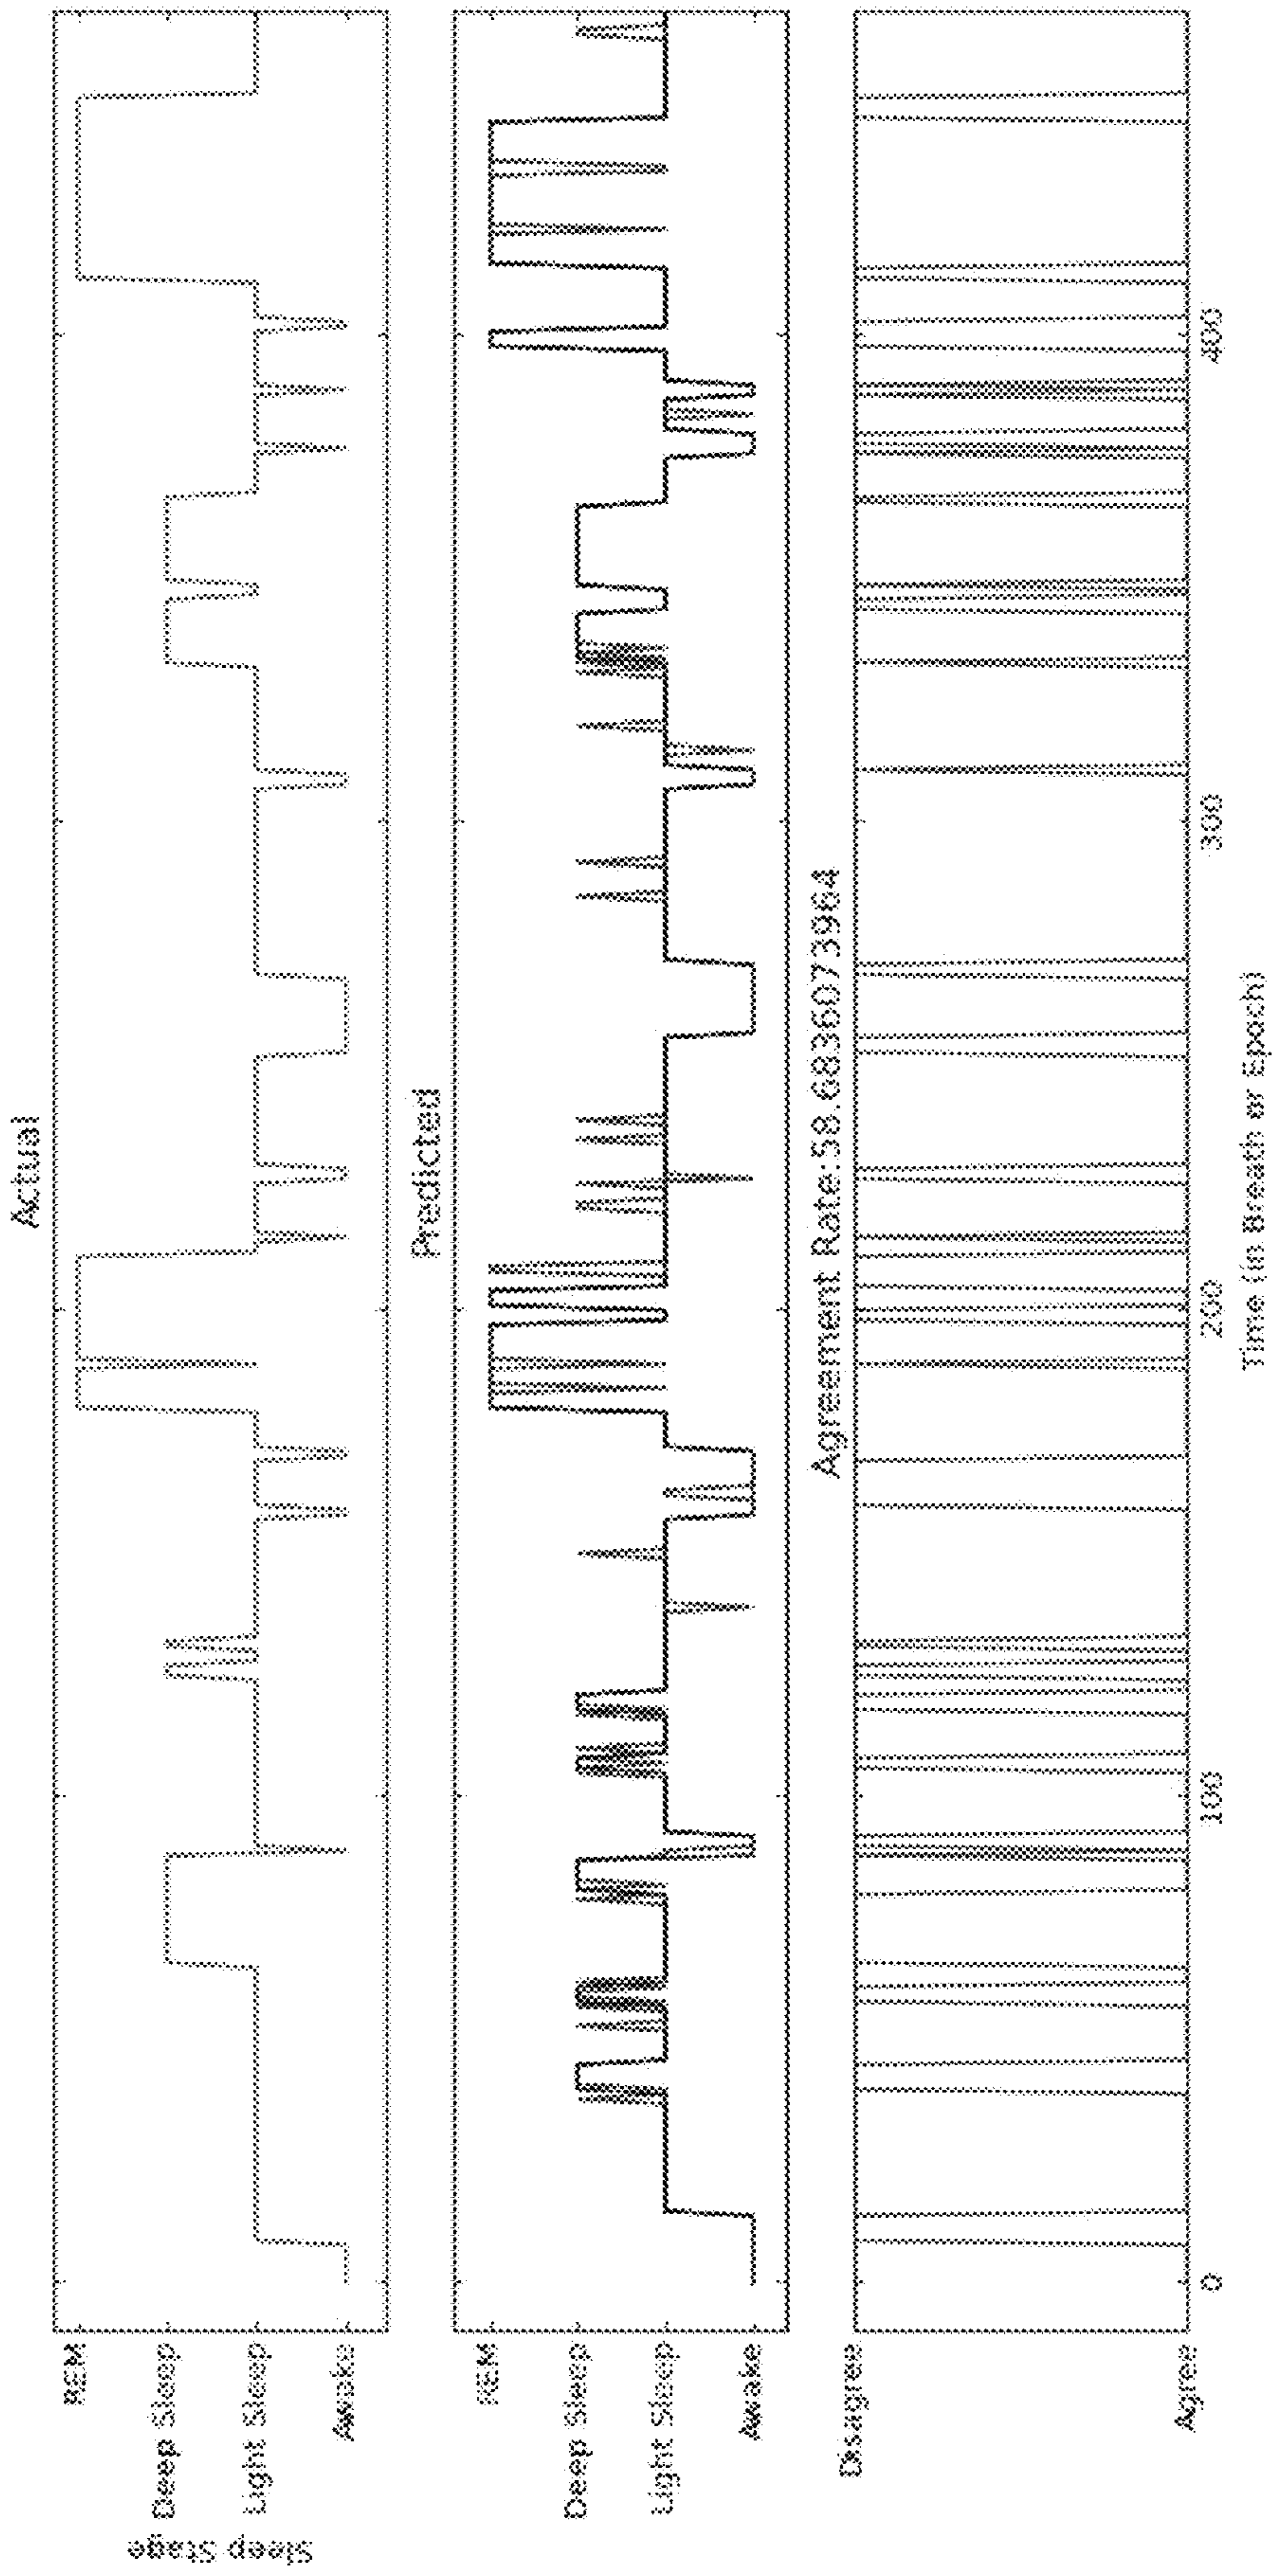 Actual
Sleep Stage
REM
Deep Sleep
Light Sleep
Awake
Predicted
REM
Deep Sleep
Light Sleep
Awake
Agreement Rate:58.6836073964
Disagree
Agree
0
100
200
300
400
Time (in Breath or Epoch)